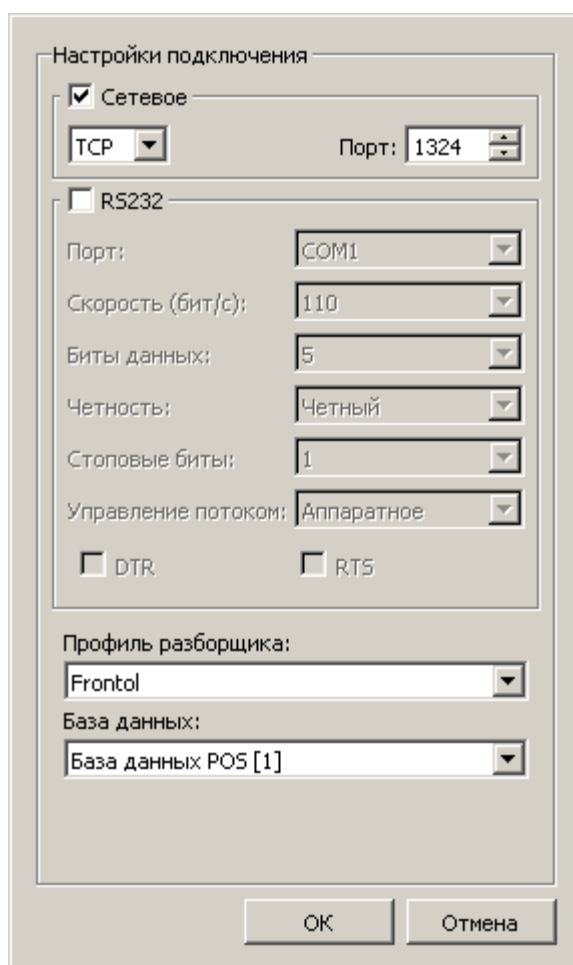 Настройки подключения
Сетевое
TCP Порт: 1324
RS232
Порт: COM1
Скорость (бит/с): 110
Биты данных: 5
Четность: Четный
Стоповые биты: 1
Управление потоком: Аппаратное
DTR RTS
Профиль разборщика:
Frontol
База данных:
База данных POS [1]
ОК Отмена